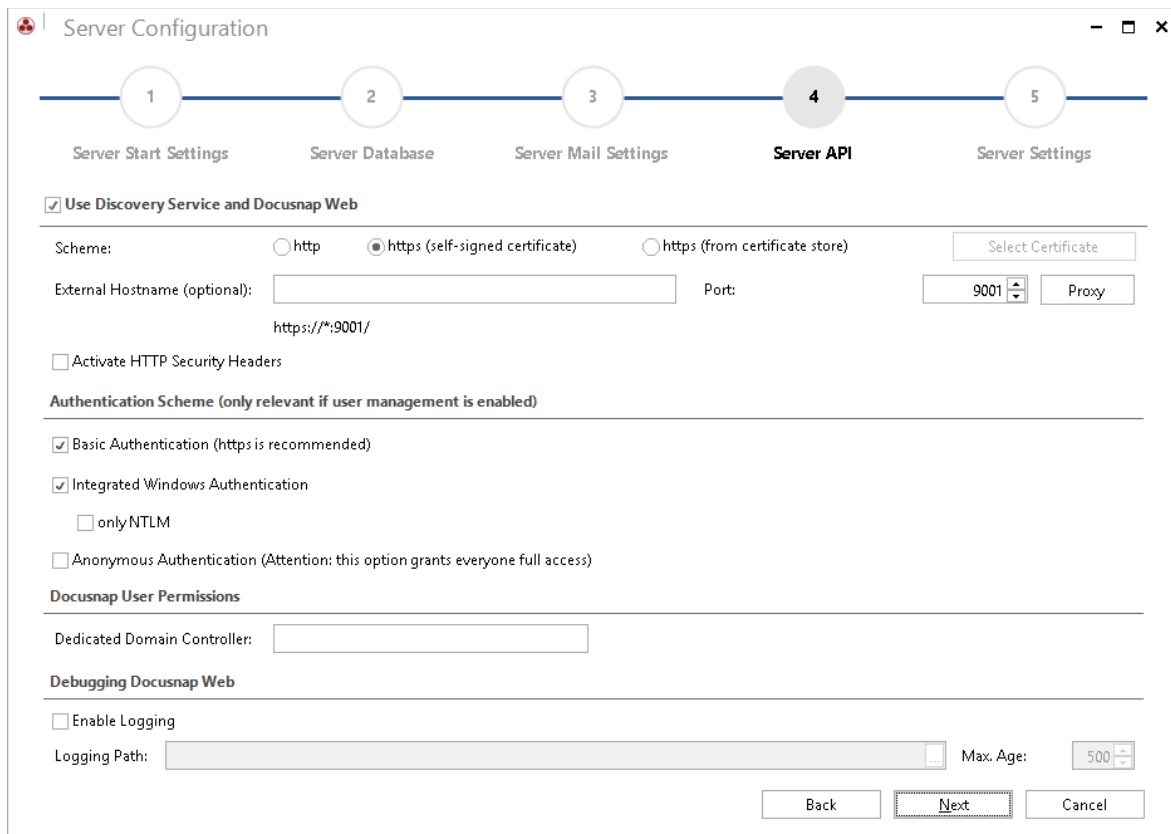 Server Configuration
1 2 3 4 5
Server Start Settings Server Database Server Mail Settings Server API Server Settings
Use Discovery Service and Docusnap Web
Scheme: http https (self-signed certificate) https (from certificate store) Select Certificate
External Hostname (optional): Port: 9001 Proxy
https://*:9001/
Activate HTTP Security Headers
Authentication Scheme (only relevant if user management is enabled)
Basic Authentication (https is recommended)
Integrated Windows Authentication
only NTLM
Anonymous Authentication (Attention: this option grants everyone full access)
Docusnap User Permissions
Dedicated Domain Controller:
Debugging Docusnap Web
Enable Logging
Logging Path: ... Max. Age: 500
Back Next Cancel